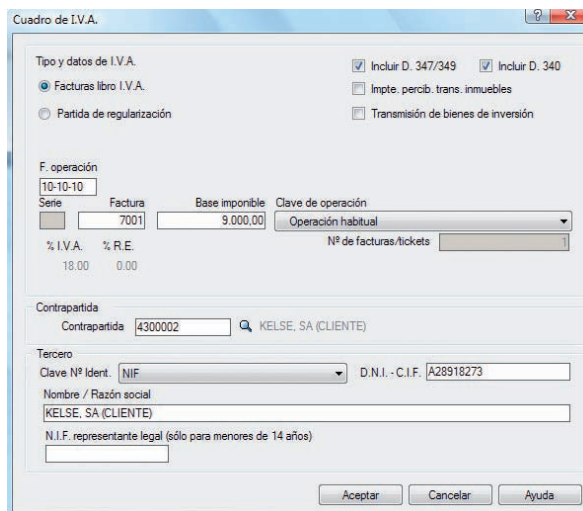 Cuadro de I.V.A.
Tipo y datos de I.V.A.
Incluir D. 347/349
Incluir D. 340
Facturas libro I.V.A.
Impte. percib. trans. inmuebles
Partida de regularización
Transmisión de bienes de inversión
F. operación
10-10-10
Serie Factura Base imponible Clave de operación
7001 9.000,00 Operación habitual
% I.V.A. % R.E. Nº de facturas/tickets 1
18.00 0.00
Contrapartida
Contrapartida 4300002 KELSE, SA (CLIENTE)
Tercero
Clave Nº Ident. NIF D.N.I. - C.I.F. A28918273
Nombre / Razón social
KELSE, SA (CLIENTE)
N.I.F. representante legal (sólo para menores de 14 años)
Aceptar Cancelar Ayuda